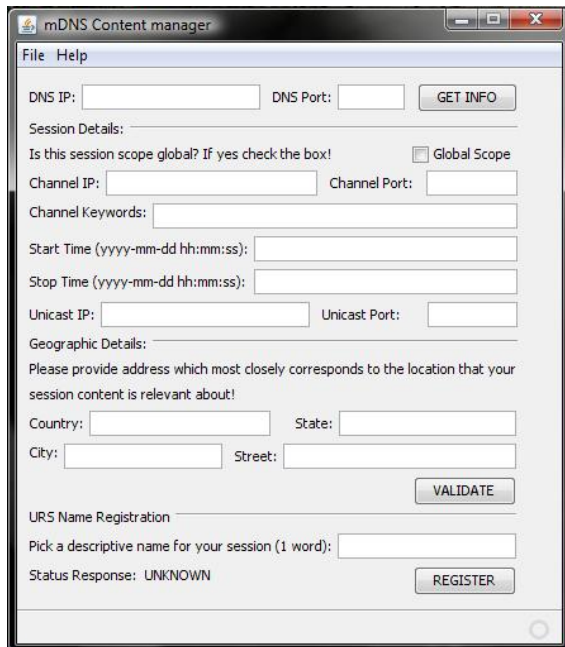 mDNS Content manager
File Help
DNS IP: DNS Port: GET INFO
Session Details:
Is this session scope global? If yes check the box! Global Scope
Channel IP: Channel Port:
Channel Keywords:
Start Time (yyyy-mm-dd hh:mm:ss):
Stop Time (yyyy-mm-dd hh:mm:ss):
Unicast IP: Unicast Port:
Geographic Details:
Please provide address which most closely corresponds to the location that your
session content is relevant about!
Country: State:
City: Street:
VALIDATE
URS Name Registration
Pick a descriptive name for your session (1 word):
Status Response: UNKNOWN REGISTER